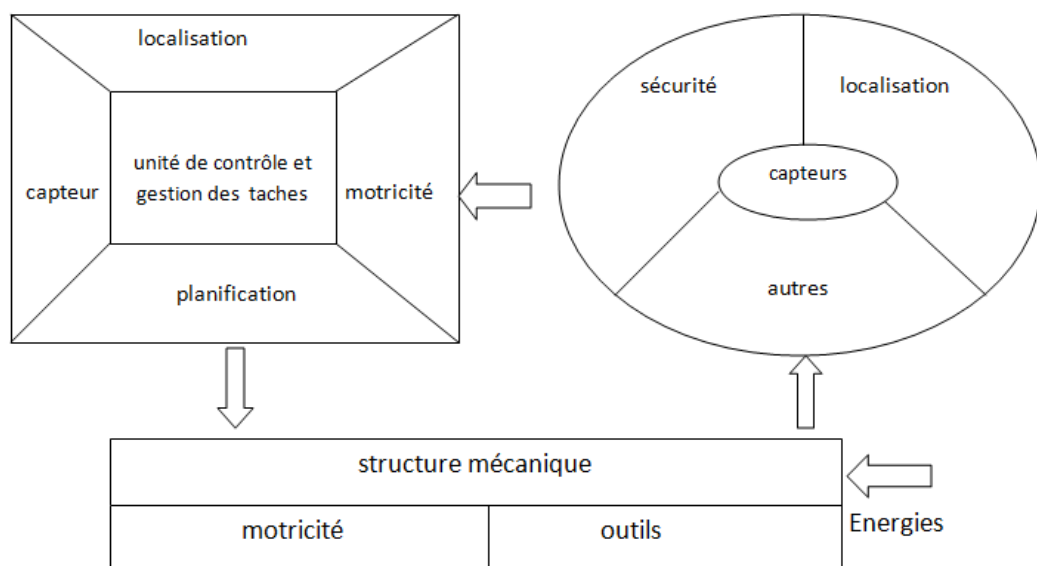 localisation
capteur
unité de contrôle et
gestion des taches
motricité
planification
sécurité
localisation
capteurs
autres
structure mécanique
motricité
outils
Energies